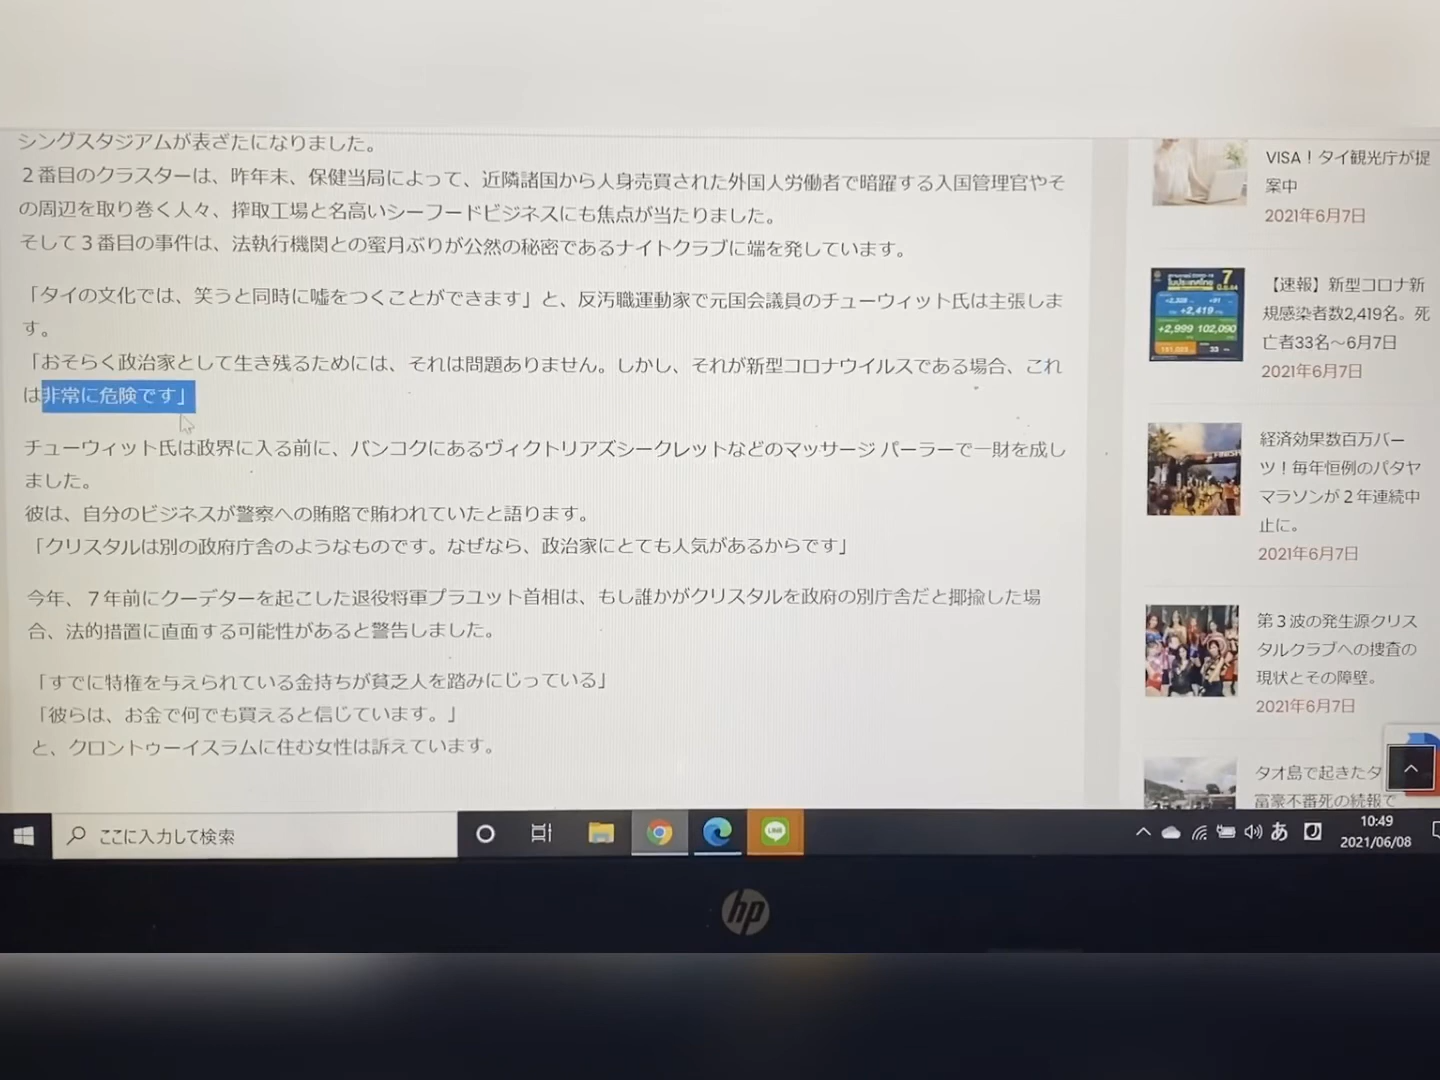 シングスタジアムが表ざたになりました。
２番目のクラスターは、昨年末、保健当局によって、近隣諸国から人身売買された外国人労働者で暗躍する入国管理官やそ
の周辺を取り巻く人々、搾取工場と名高いシーフードビジネスにも焦点が当たりました。
そして３番目の事件は、法執行機関との蜜月ぶりが公然の秘密であるナイトクラブに端を発しています。
「タイの文化では、笑うと同時に嘘をつくことができます」と、反汚職運動家で元国会議員のチューウィット氏は主張しま
す。
「おそらく政治家として生き残るためには、それは問題ありません。しかし、それが新型コロナウイルスである場合、これ
は非常に危険です」
チューウィット氏は政界に入る前に、バンコクにあるヴィクトリアズシークレットなどのマッサージ パーラーで一財を成し
ました。
彼は、自分のビジネスが警察への賄賂で賄われていたと語ります。
「クリスタルは別の政府庁舎のようなものです。なぜなら、政治家にとても人気があるからです」
今年、７年前にクーデターを起こした退役将軍プラユット首相は、もし誰かがクリスタルを政府の別庁舎だと揶揄した場
合、法的措置に直面する可能性があると警告しました。
「すでに特権を与えられている金持ちが貧乏人を踏みにじっている」
「彼らは、お金で何でも買えると信じています。」
と、クロントゥーイスラムに住む女性は訴えています。
VISA！タイ観光庁が提
案中
2021年6月7日
7
+2,419
+2,999 102,090
33
【速報】新型コロナ新
規感染者数2,419名。死
亡者33名～6月7日
2021年6月7日
経済効果数百万バー
ツ！毎年恒例のパタヤ
マラソンが２年連続中
止に。
2021年6月7日
第３波の発生源クリス
タルクラブへの捜査の
現状とその障壁。
2021年6月7日
タオ島で起きたタ
富豪不審死の続報で
ここに入力して検索
LINE
あ
10:49
2021/06/08
hp